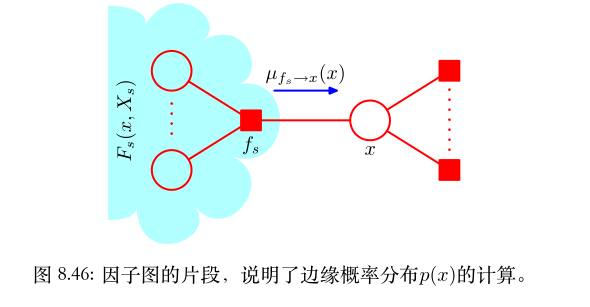 μ_{f_s→x}(x)
F_s(x, X_s)
f_s
x
图 8.46: 因子图的片段，说明了边缘概率分布p(x)的计算。